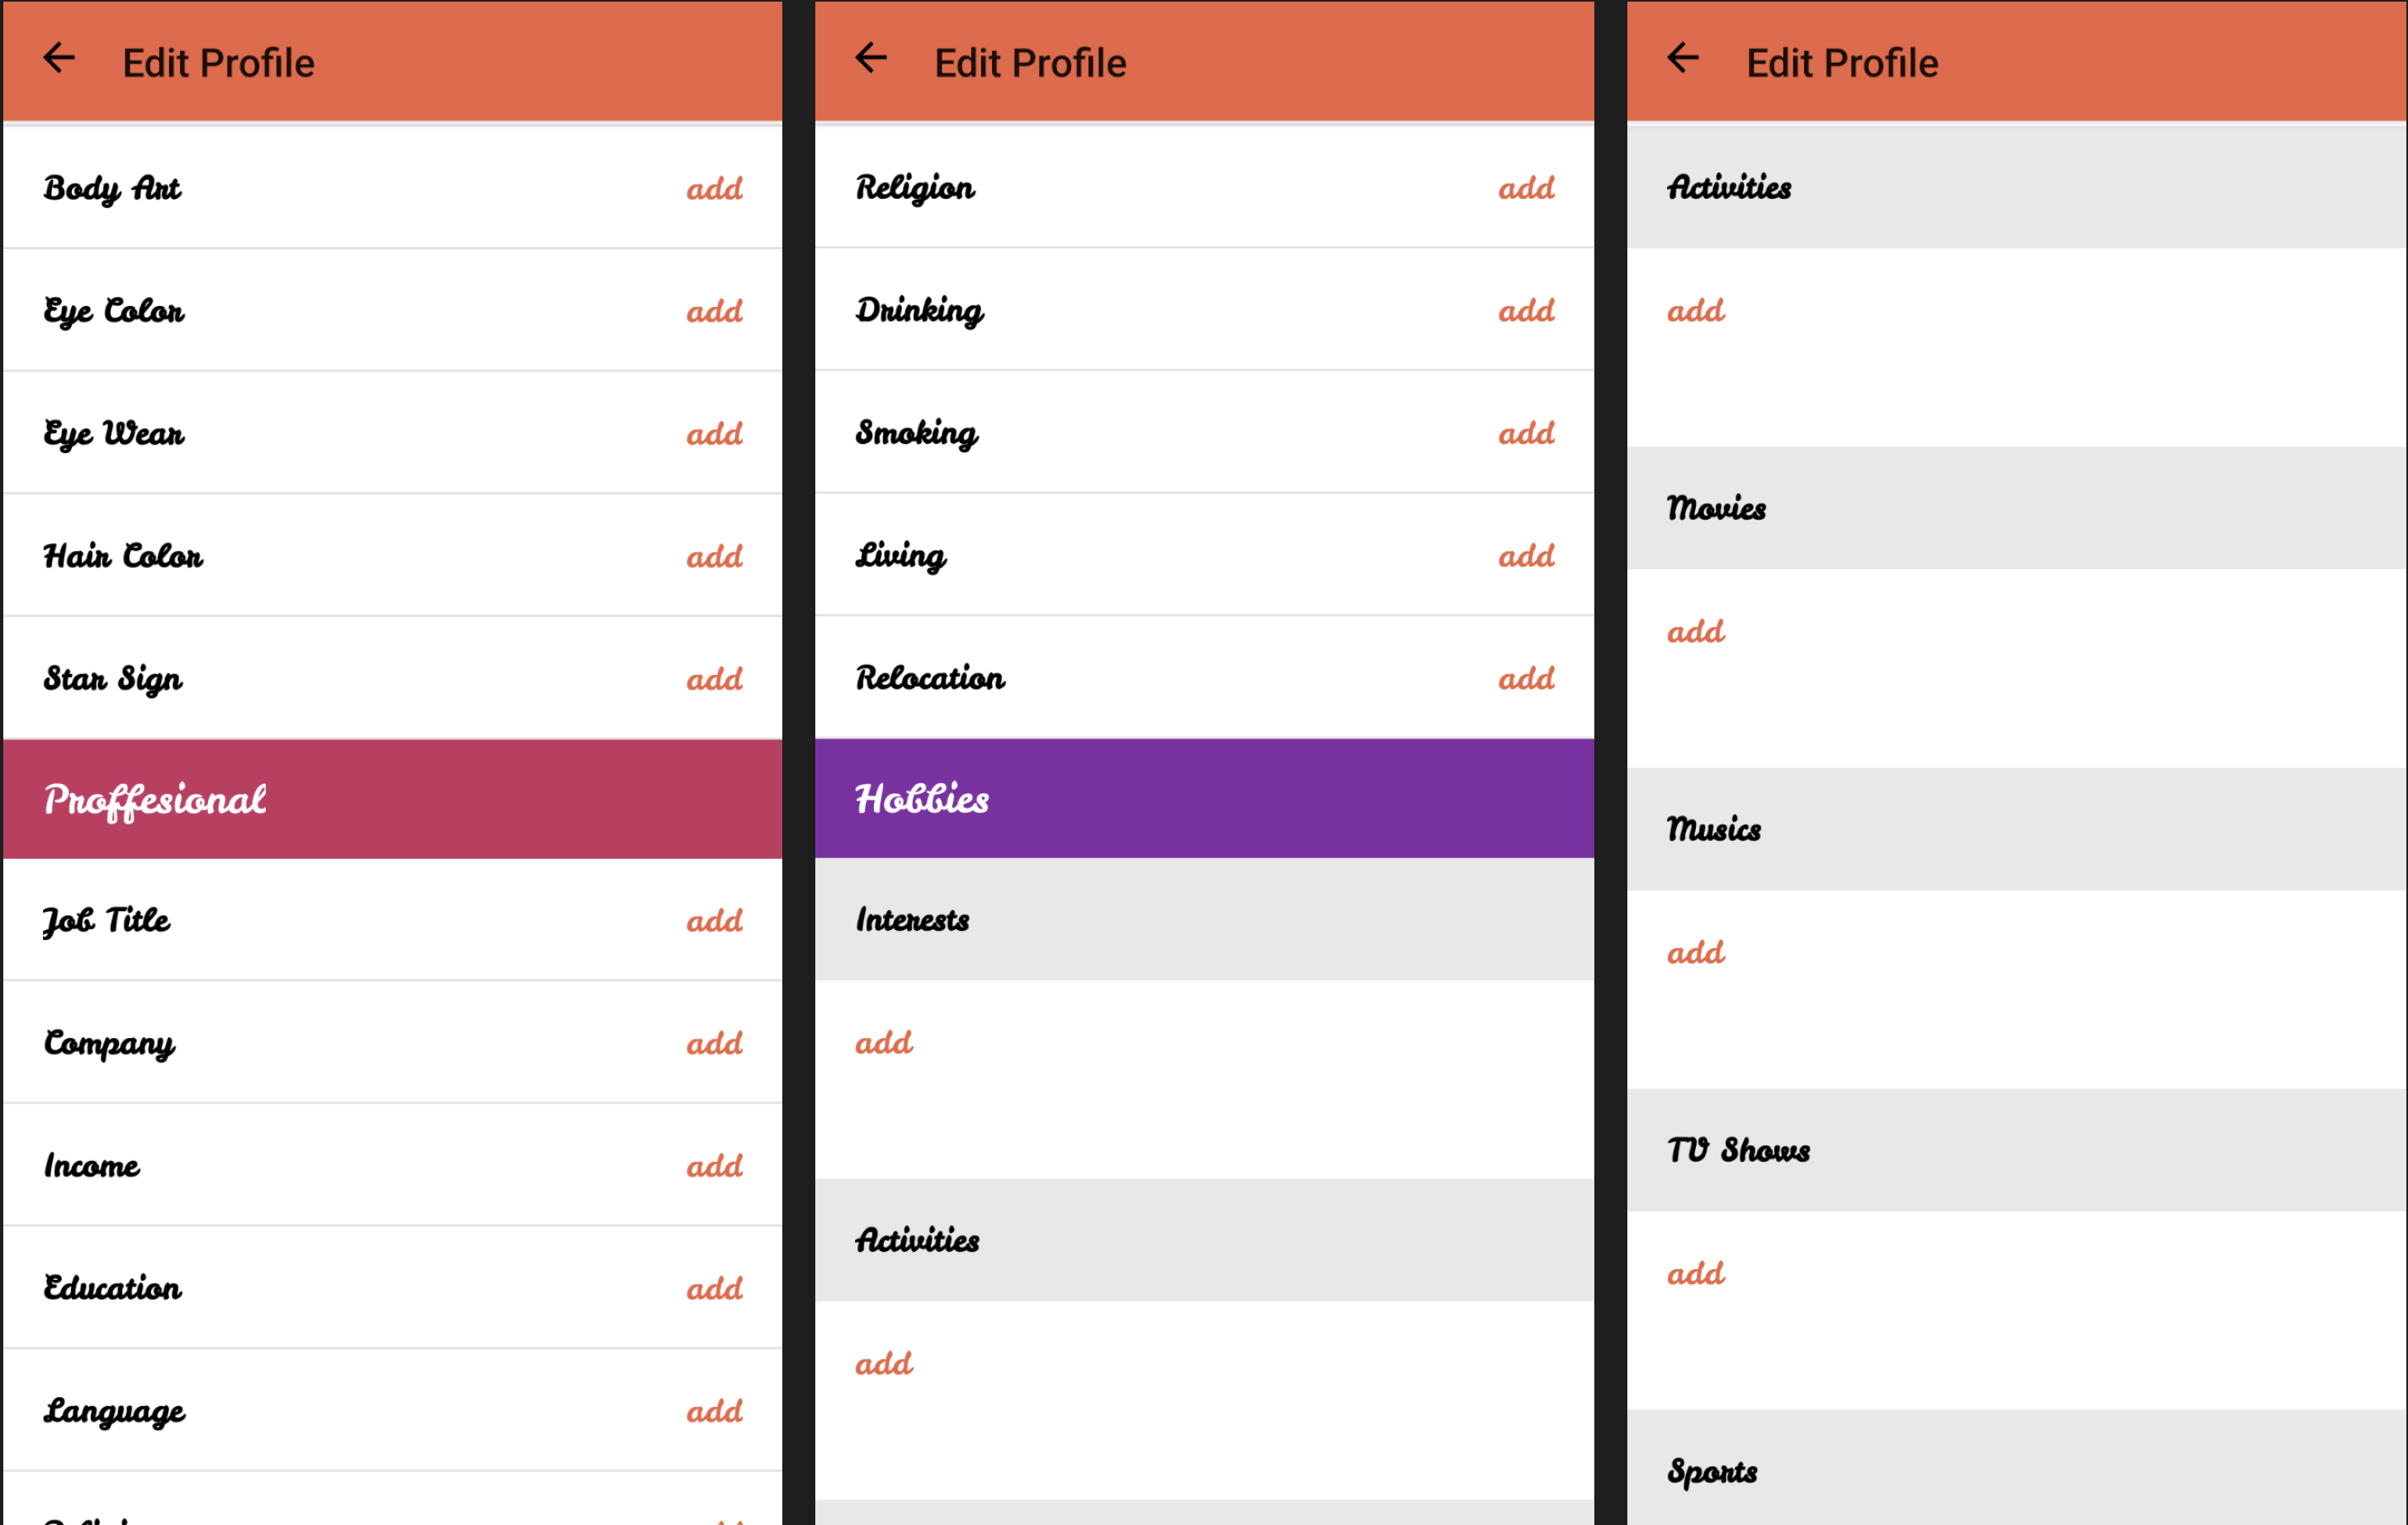 Edit Profile
Body Art add
Eye Color add
Eye Wear add
Hair Color add
Star Sign add
Proffesional
Job Title add
Company add
Income add
Education add
Language add
Edit Profile
Religion add
Drinking add
Smoking add
Living add
Relocation add
Hobbies
Interests
add
Activities
add
Edit Profile
Activities
add
Movies
add
Musics
add
TV Shows
add
Sports